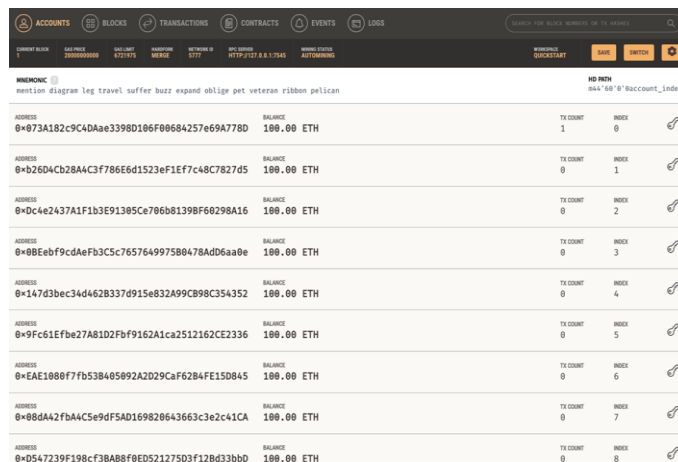 ACCOUNTS BLOCKS TRANSACTIONS CONTRACTS EVENTS LOGS SEARCH FOR BLOCK NUMBERS OR TX HASHES
CURRENT BLOCK GAS PRICE GAS LIMIT HARDFORK NETWORK ID RPC SERVER MINING STATUS WORKSPACE
1 20000000000 6721975 MERGE 5777 HTTP://127.0.0.1:7545 AUTOMINING QUICKSTART SAVE SWITCH
MNEMONIC ? HD PATH
mention diagram leg travel suffer buzz expand oblige pet veteran ribbon pelican m44'60'0'0account_inde
ADDRESS BALANCE TX COUNT INDEX
0×073A182c9C4DAae3398D106F00684257e69A778D 100.00 ETH 1 0
ADDRESS BALANCE TX COUNT INDEX
0×b26D4Cb28A4C3f786E6d1523eF1Ef7c48C7827d5 100.00 ETH 0 1
ADDRESS BALANCE TX COUNT INDEX
0×Dc4e2437A1F1b3E91305Ce706b8139BF60298A16 100.00 ETH 0 2
ADDRESS BALANCE TX COUNT INDEX
0×0BEebf9cdAeFb3C5c7657649975B0478AdD6aa0e 100.00 ETH 0 3
ADDRESS BALANCE TX COUNT INDEX
0×147d3bec34d462B337d915e832A99CB98C354352 100.00 ETH 0 4
ADDRESS BALANCE TX COUNT INDEX
0×9Fc61Efbe27A81D2Fbf9162A1ca2512162CE2336 100.00 ETH 0 5
ADDRESS BALANCE TX COUNT INDEX
0×EAE1080f7fb53B405092A2D29CaF62B4FE15D845 100.00 ETH 0 6
ADDRESS BALANCE TX COUNT INDEX
0×08dA42fbA4C5e9dF5AD169820643663c3e2c41CA 100.00 ETH 0 7
ADDRESS BALANCE TX COUNT INDEX
0×D547239F198cf3BAB8f0ED521275D3f12Bd33bbD 100.00 ETH 0 8